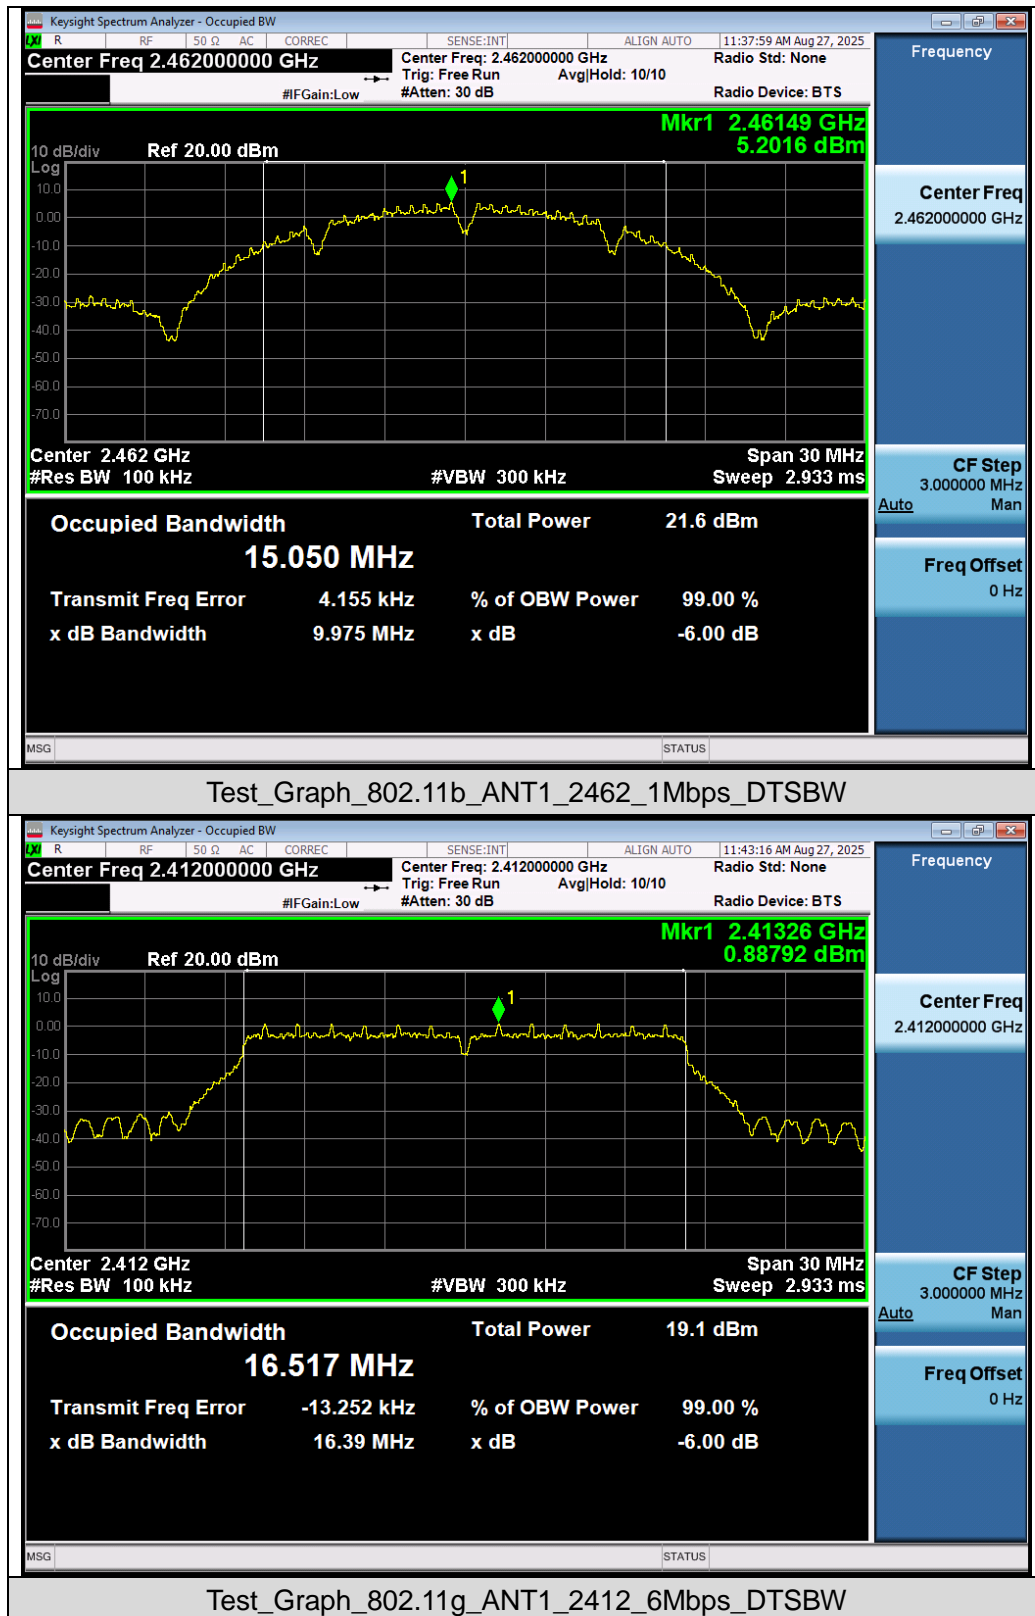 Keysight Spectrum Analyzer - Occupied BW
LXI R RF 50 Ω AC CORREC SENSE:INT ALIGN AUTO 11:37:59 AM Aug 27, 2025
Center Freq 2.462000000 GHz
Center Freq: 2.462000000 GHz
Radio Std: None
Trig: Free Run Avg|Hold: 10/10
#IFGain:Low #Atten: 30 dB Radio Device: BTS
Frequency
Mkr1 2.46149 GHz
5.2016 dBm
10 dB/div Ref 20.00 dBm
Log
1
10.0
0.00
-10.0
-20.0
-30.0
-40.0
-50.0
-60.0
-70.0
Center Freq
2.462000000 GHz
Center 2.462 GHz Span 30 MHz
#Res BW 100 kHz #VBW 300 kHz Sweep 2.933 ms
CF Step
3.000000 MHz
Auto Man
Occupied Bandwidth Total Power 21.6 dBm
15.050 MHz
Transmit Freq Error 4.155 kHz % of OBW Power 99.00 %
x dB Bandwidth 9.975 MHz x dB -6.00 dB
Freq Offset
0 Hz
MSG STATUS
Test_Graph_802.11b_ANT1_2462_1Mbps_DTSBW
Keysight Spectrum Analyzer - Occupied BW
LXI R RF 50 Ω AC CORREC SENSE:INT ALIGN AUTO 11:43:16 AM Aug 27, 2025
Center Freq 2.412000000 GHz
Center Freq: 2.412000000 GHz
Radio Std: None
Trig: Free Run Avg|Hold: 10/10
#IFGain:Low #Atten: 30 dB Radio Device: BTS
Frequency
Mkr1 2.41326 GHz
0.88792 dBm
10 dB/div Ref 20.00 dBm
Log
1
10.0
0.00
-10.0
-20.0
-30.0
-40.0
-50.0
-60.0
-70.0
Center Freq
2.412000000 GHz
Center 2.412 GHz Span 30 MHz
#Res BW 100 kHz #VBW 300 kHz Sweep 2.933 ms
CF Step
3.000000 MHz
Auto Man
Occupied Bandwidth Total Power 19.1 dBm
16.517 MHz
Transmit Freq Error -13.252 kHz % of OBW Power 99.00 %
x dB Bandwidth 16.39 MHz x dB -6.00 dB
Freq Offset
0 Hz
MSG STATUS
Test_Graph_802.11g_ANT1_2412_6Mbps_DTSBW